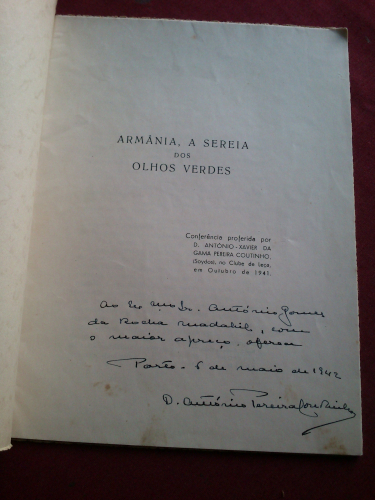 ARMÂNIA, A SEREIA
DOS
OLHOS VERDES
Conferência proferida por
D. ANTÓNIO-XAVIER DA
GAMA PEREIRA COUTINHO,
(Soydos), no Clube de Leça,
em Outubro de 1941.
Ao Ex.mo Sr. António Gomes
da Rocha Madahil, com
o maior apreço oferece
Porto - 6 de maio de 1942
D. António Pereira Coutinho